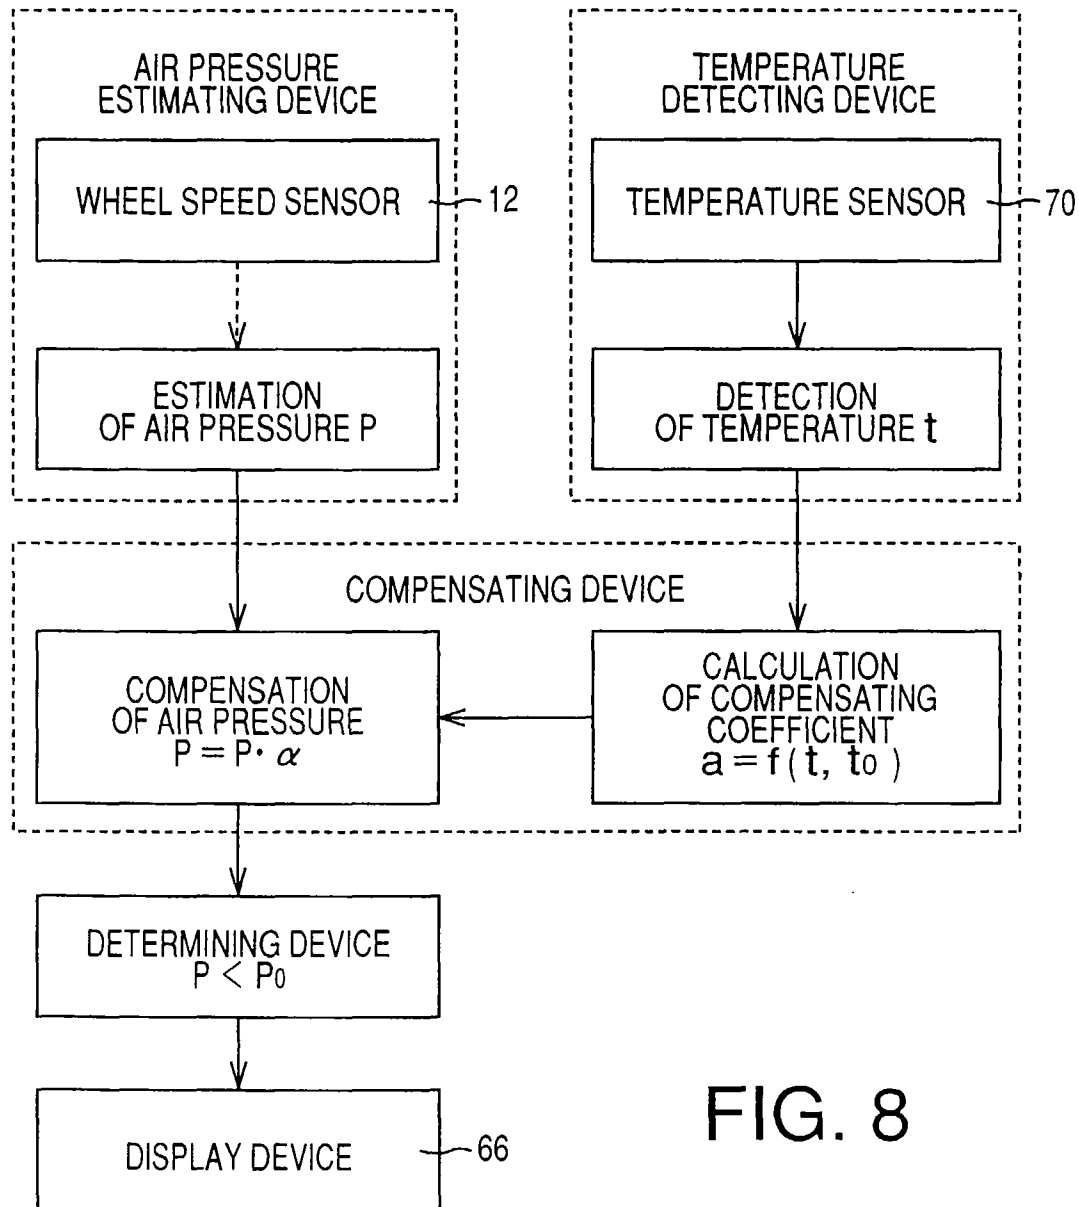 AIR PRESSURE
ESTIMATING DEVICE
WHEEL SPEED SENSOR
12
ESTIMATION
OF AIR PRESSURE P
TEMPERATURE
DETECTING DEVICE
TEMPERATURE SENSOR
70
DETECTION
OF TEMPERATURE t
COMPENSATING DEVICE
COMPENSATION
OF AIR PRESSURE
P = P· α
CALCULATION
OF COMPENSATING
COEFFICIENT
a = f ( t, t0 )
DETERMINING DEVICE
P < P0
DISPLAY DEVICE
66
FIG. 8